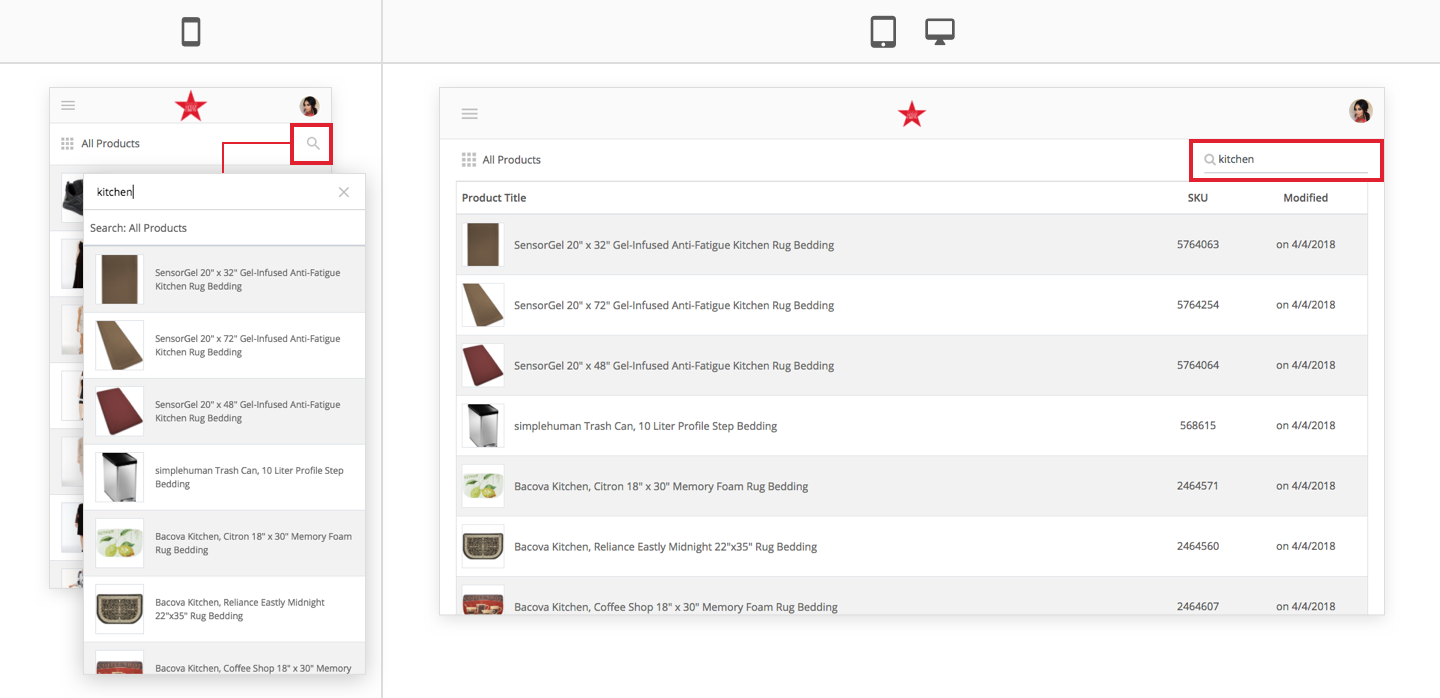 All Products
kitchen
Search: All Products
SensorGel 20" x 32" Gel-Infused Anti-Fatigue
Kitchen Rug Bedding
SensorGel 20" x 72" Gel-Infused Anti-Fatigue
Kitchen Rug Bedding
SensorGel 20" x 48" Gel-Infused Anti-Fatigue
Kitchen Rug Bedding
simplehuman Trash Can, 10 Liter Profile Step
Bedding
Bacova Kitchen, Citron 18" x 30" Memory Foam
Rug Bedding
Bacova Kitchen, Reliance Eastly Midnight
22"x35" Rug Bedding
Bacova Kitchen, Coffee Shop 18" x 30" Memory
All Products
kitchen
Product Title SKU Modified
SensorGel 20" x 32" Gel-Infused Anti-Fatigue Kitchen Rug Bedding 5764063 on 4/4/2018
SensorGel 20" x 72" Gel-Infused Anti-Fatigue Kitchen Rug Bedding 5764254 on 4/4/2018
SensorGel 20" x 48" Gel-Infused Anti-Fatigue Kitchen Rug Bedding 5764064 on 4/4/2018
simplehuman Trash Can, 10 Liter Profile Step Bedding 568615 on 4/4/2018
Bacova Kitchen, Citron 18" x 30" Memory Foam Rug Bedding 2464571 on 4/4/2018
Bacova Kitchen, Reliance Eastly Midnight 22"x35" Rug Bedding 2464560 on 4/4/2018
Bacova Kitchen, Coffee Shop 18" x 30" Memory Foam Rug Bedding 2464607 on 4/4/2018